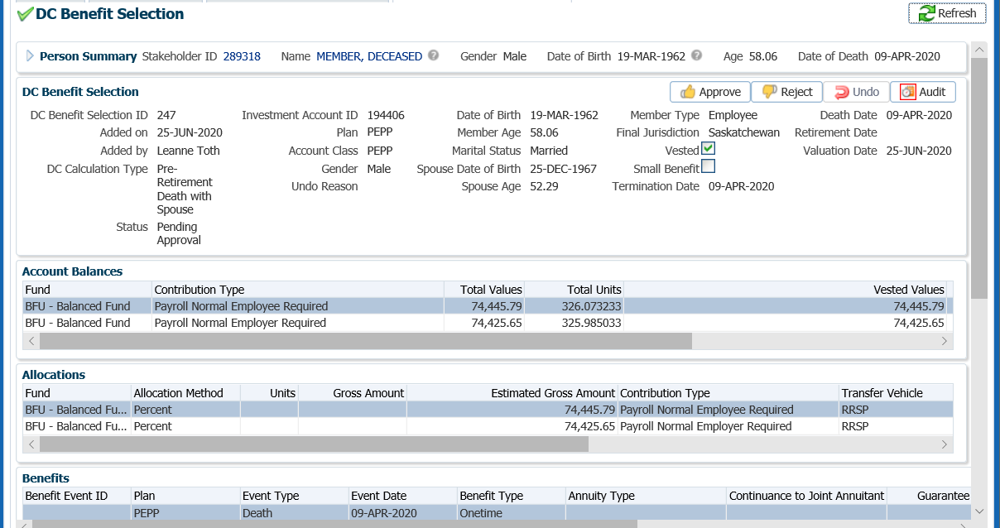 DC Benefit Selection
Refresh
Person Summary Stakeholder ID 289318 Name MEMBER, DECEASED Gender Male Date of Birth 19-MAR-1962 Age 58.06 Date of Death 09-APR-2020
DC Benefit Selection
Approve Reject Undo Audit
DC Benefit Selection ID 247 Investment Account ID 194406 Date of Birth 19-MAR-1962 Member Type Employee Death Date 09-APR-2020
Added on 25-JUN-2020 Plan PEPP Member Age 58.06 Final Jurisdiction Saskatchewan Retirement Date
Added by Leanne Toth Account Class PEPP Marital Status Married Vested Valuation Date 25-JUN-2020
DC Calculation Type Pre- Gender Male Spouse Date of Birth 25-DEC-1967 Small Benefit
Retirement Undo Reason Spouse Age 52.29 Termination Date 09-APR-2020
Death with
Spouse
Status Pending
Approval
Account Balances
Fund Contribution Type Total Values Total Units Vested Values
BFU - Balanced Fund Payroll Normal Employee Required 74,445.79 326.073233 74,445.79
BFU - Balanced Fund Payroll Normal Employer Required 74,425.65 325.985033 74,425.65
Allocations
Fund Allocation Method Units Gross Amount Estimated Gross Amount Contribution Type Transfer Vehicle
BFU - Balanced Fu... Percent 74,445.79 Payroll Normal Employee Required RRSP
BFU - Balanced Fu... Percent 74,425.65 Payroll Normal Employer Required RRSP
Benefits
Benefit Event ID Plan Event Type Event Date Benefit Type Annuity Type Continuance to Joint Annuitant Guarantee
PEPP Death 09-APR-2020 Onetime